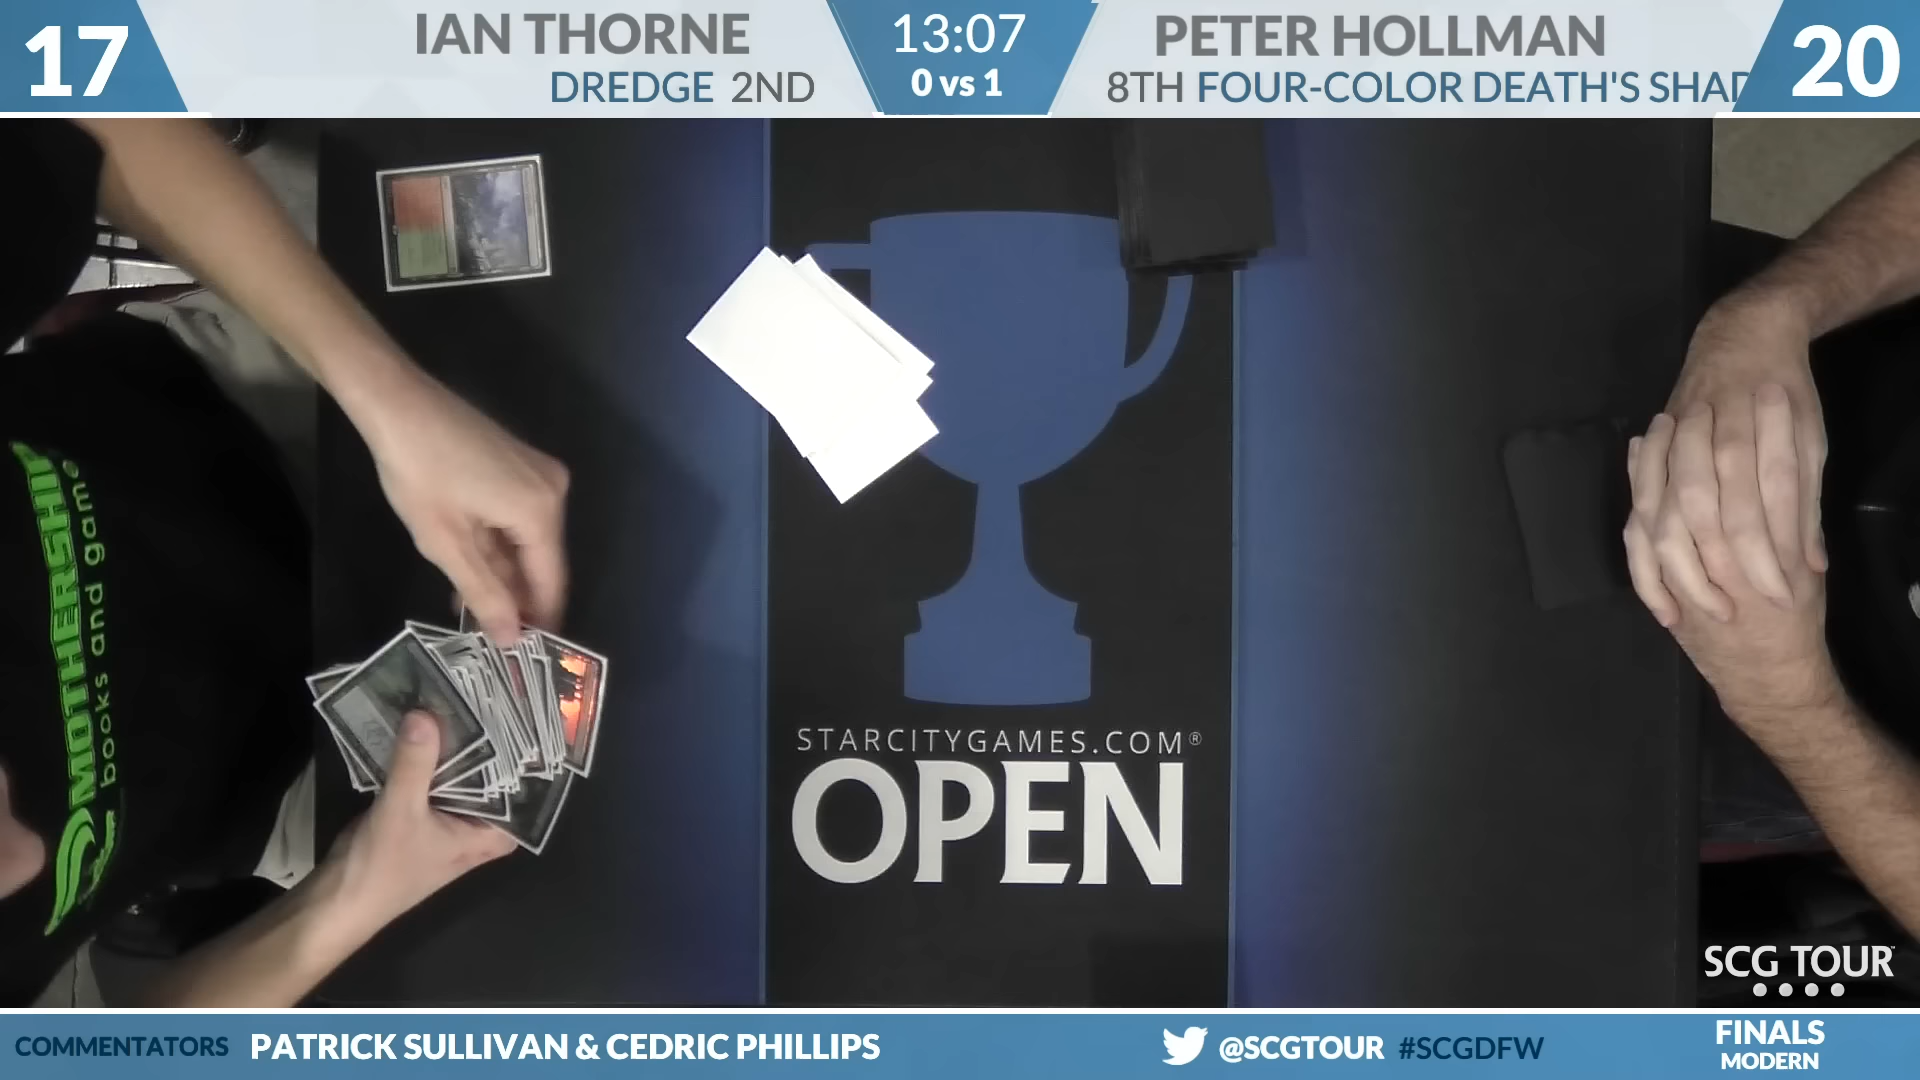 17
IAN THORNE
DREDGE 2ND
13:07
0 vs 1
PETER HOLLMAN
8TH FOUR-COLOR DEATH'S SHAD
20
MOTHERSHIP
books and game
STARCITYGAMES.COM®
OPEN
SCG TOUR
COMMENTATORS PATRICK SULLIVAN & CEDRIC PHILLIPS
@SCGTOUR #SCGDFW
FINALS
MODERN